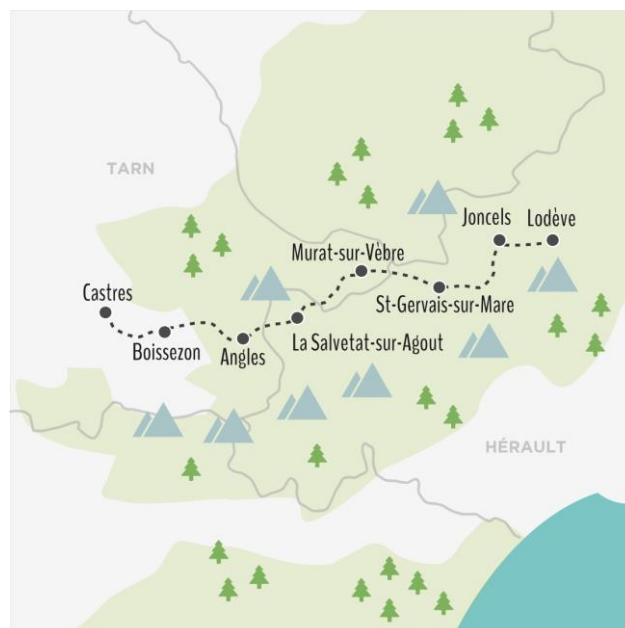 TARN
Joncels
Lodève
Murat-sur-Vèbre
Castres
St-Gervais-sur-Mare
Boissezon
Angles
La Salvetat-sur-Agout
HÉRAULT